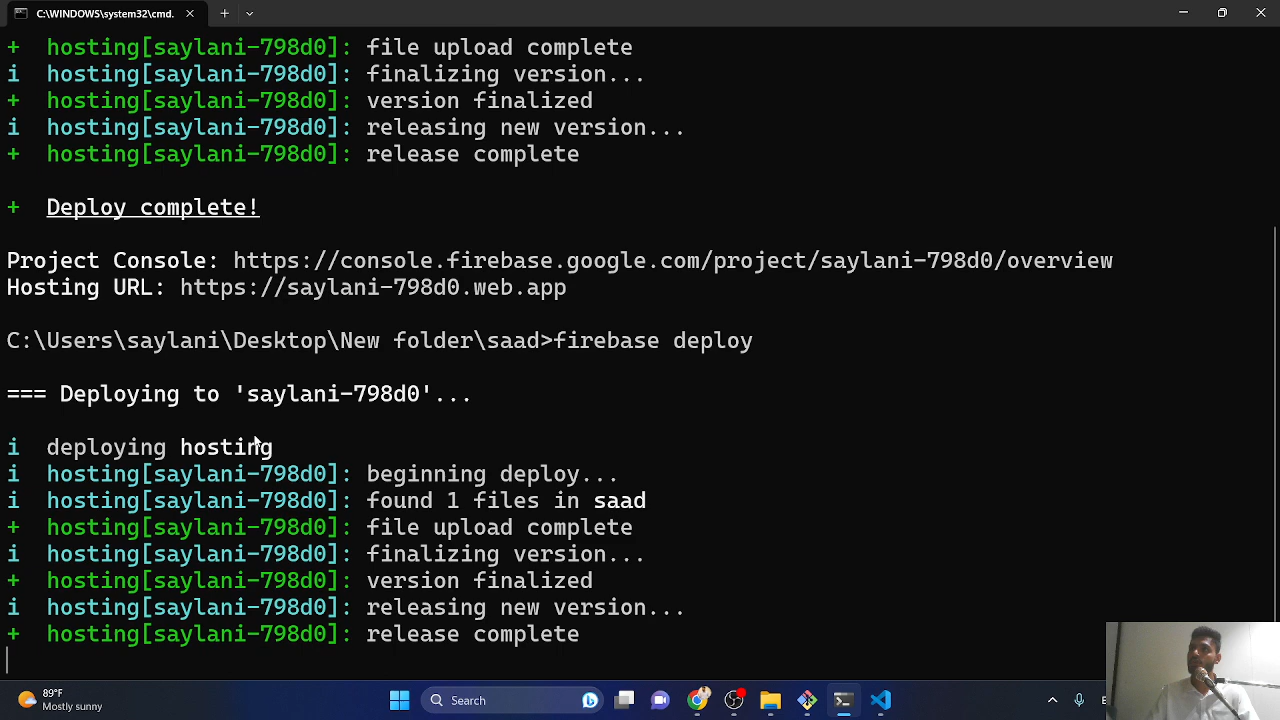 C:\WINDOWS\system32\cmd.
+ hosting[saylani-798d0]: file upload complete
i hosting[saylani-798d0]: finalizing version...
+ hosting[saylani-798d0]: version finalized
i hosting[saylani-798d0]: releasing new version...
+ hosting[saylani-798d0]: release complete
+ Deploy complete!
Project Console: https://console.firebase.google.com/project/saylani-798d0/overview
Hosting URL: https://saylani-798d0.web.app
C:\Users\saylani\Desktop\New folder\saad>firebase deploy
=== Deploying to 'saylani-798d0'...
i deploying hosting
i hosting[saylani-798d0]: beginning deploy...
i hosting[saylani-798d0]: found 1 files in saad
+ hosting[saylani-798d0]: file upload complete
i hosting[saylani-798d0]: finalizing version...
+ hosting[saylani-798d0]: version finalized
i hosting[saylani-798d0]: releasing new version...
+ hosting[saylani-798d0]: release complete
89°F
Mostly sunny
Search